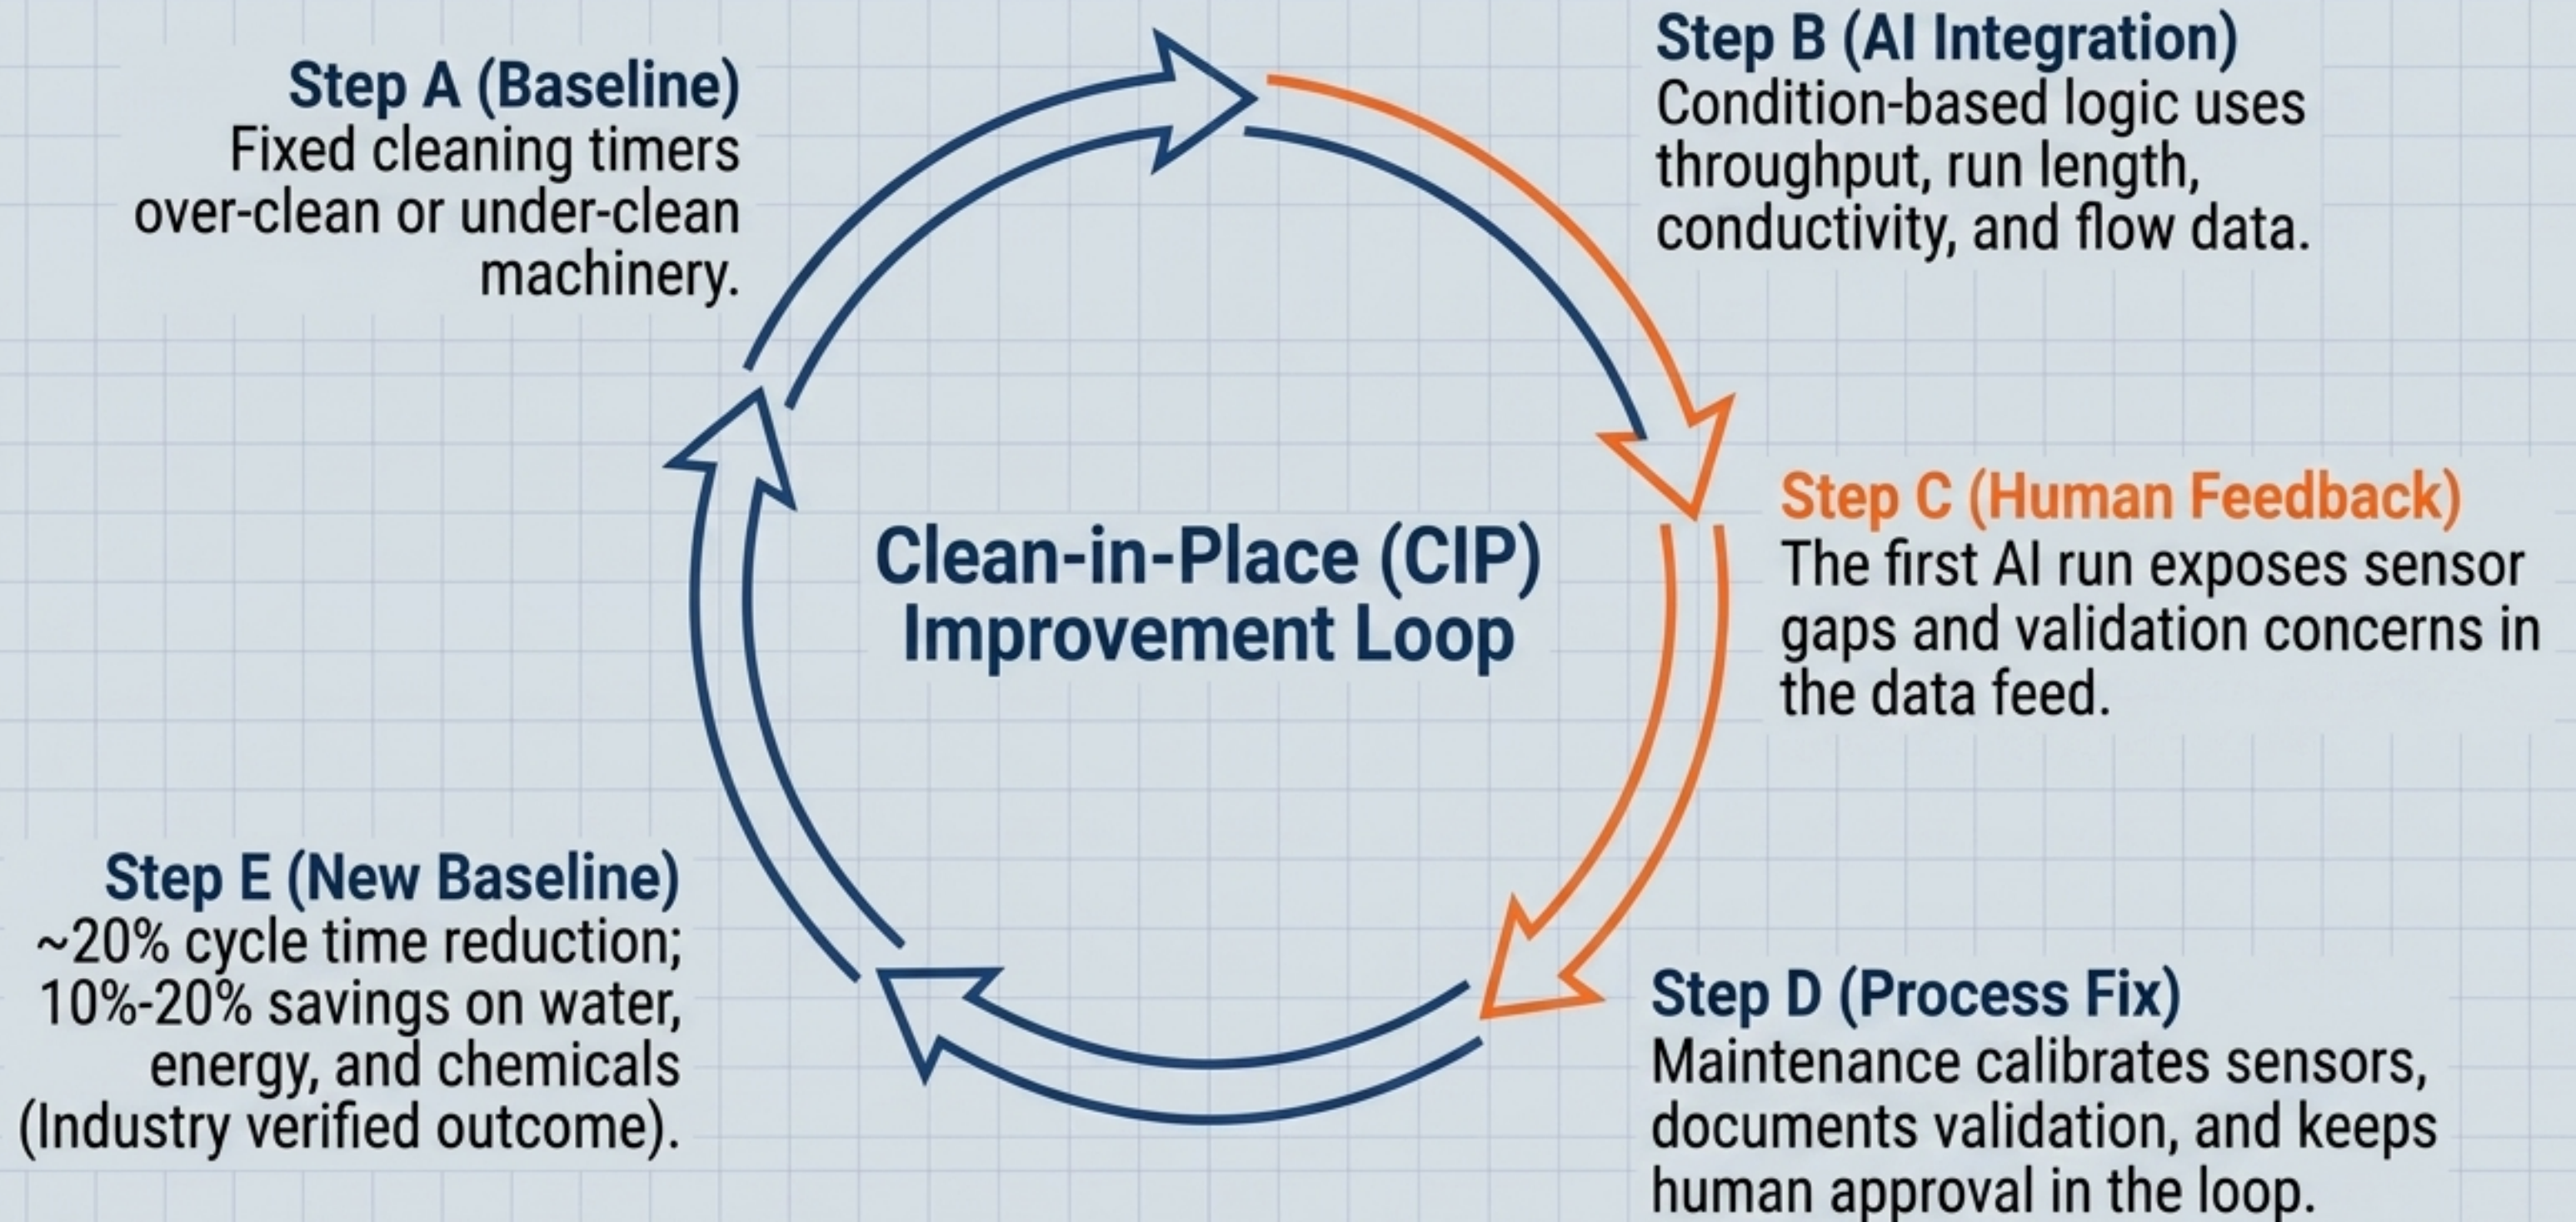 Step A (Baseline)
Fixed cleaning timers
over-clean or under-clean
machinery.
Step B (AI Integration)
Condition-based logic uses
throughput, run length,
conductivity, and flow data.
Step C (Human Feedback)
The first AI run exposes sensor
gaps and validation concerns in
the data feed.
Clean-in-Place (CIP)
Improvement Loop
Step D (Process Fix)
Maintenance calibrates sensors,
documents validation, and keeps
human approval in the loop.
Step E (New Baseline)
~20% cycle time reduction;
10%-20% savings on water,
energy, and chemicals
(Industry verified outcome).